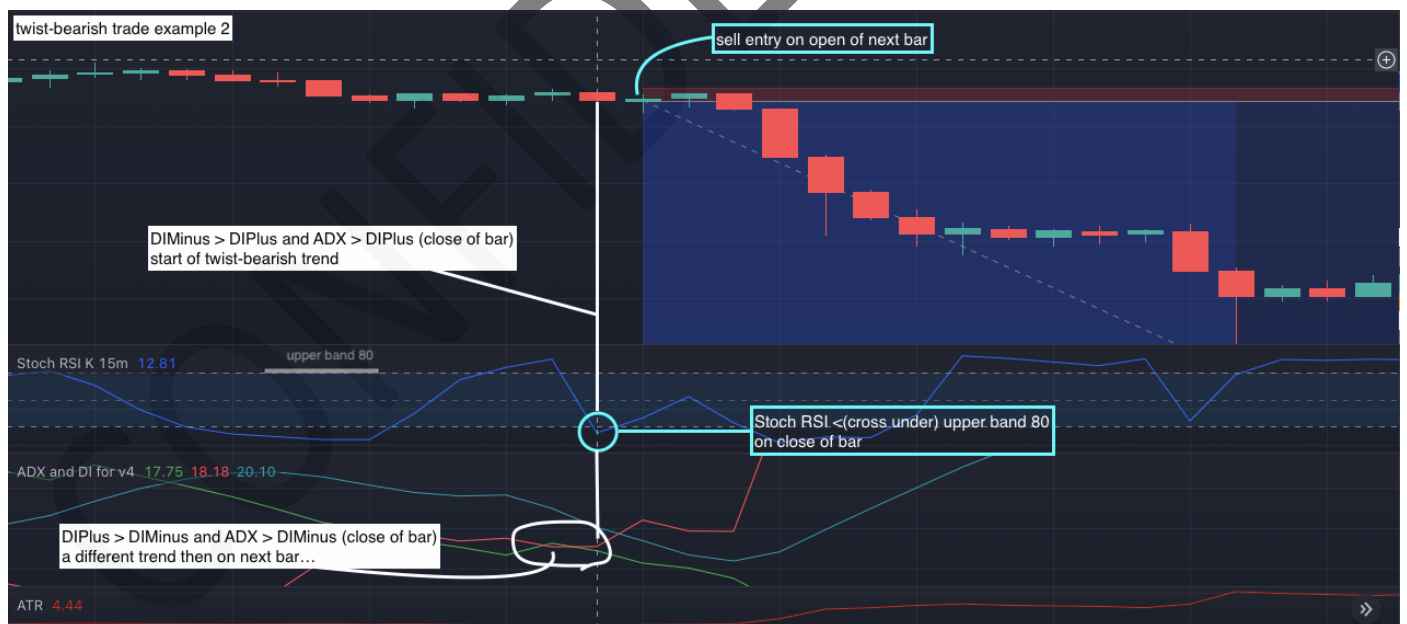 twist-bearish trade example 2
sell entry on open of next bar
DIMinus > DIPlus and ADX > DIPlus (close of bar)
start of twist-bearish trend
upper band 80
Stoch RSI K 15m 12.81
Stoch RSI <(cross under) upper band 80
on close of bar
ADX and DI for v4 17.75 18.18 20.10
DIPlus > DIMinus and ADX > DIMinus (close of bar)
a different trend then on next bar...
ATR 4.44
CONFIDE